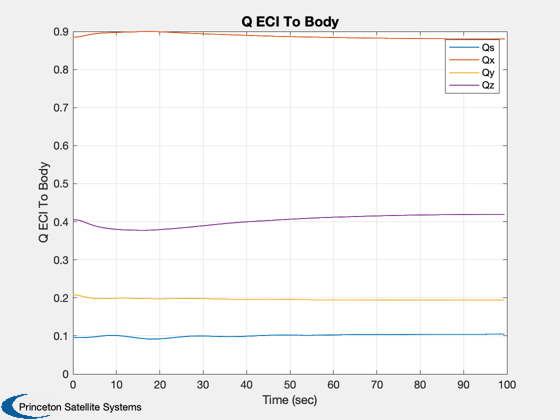 Q ECI To Body
Q ECI To Body
0.9
0.8
0.7
0.6
0.5
0.4
0.3
0.2
0.1
0
0 10 20 30 40 50 60 70 80 90 100
Time (sec)
Qs
Qx
Qy
Qz
Princeton Satellite Systems